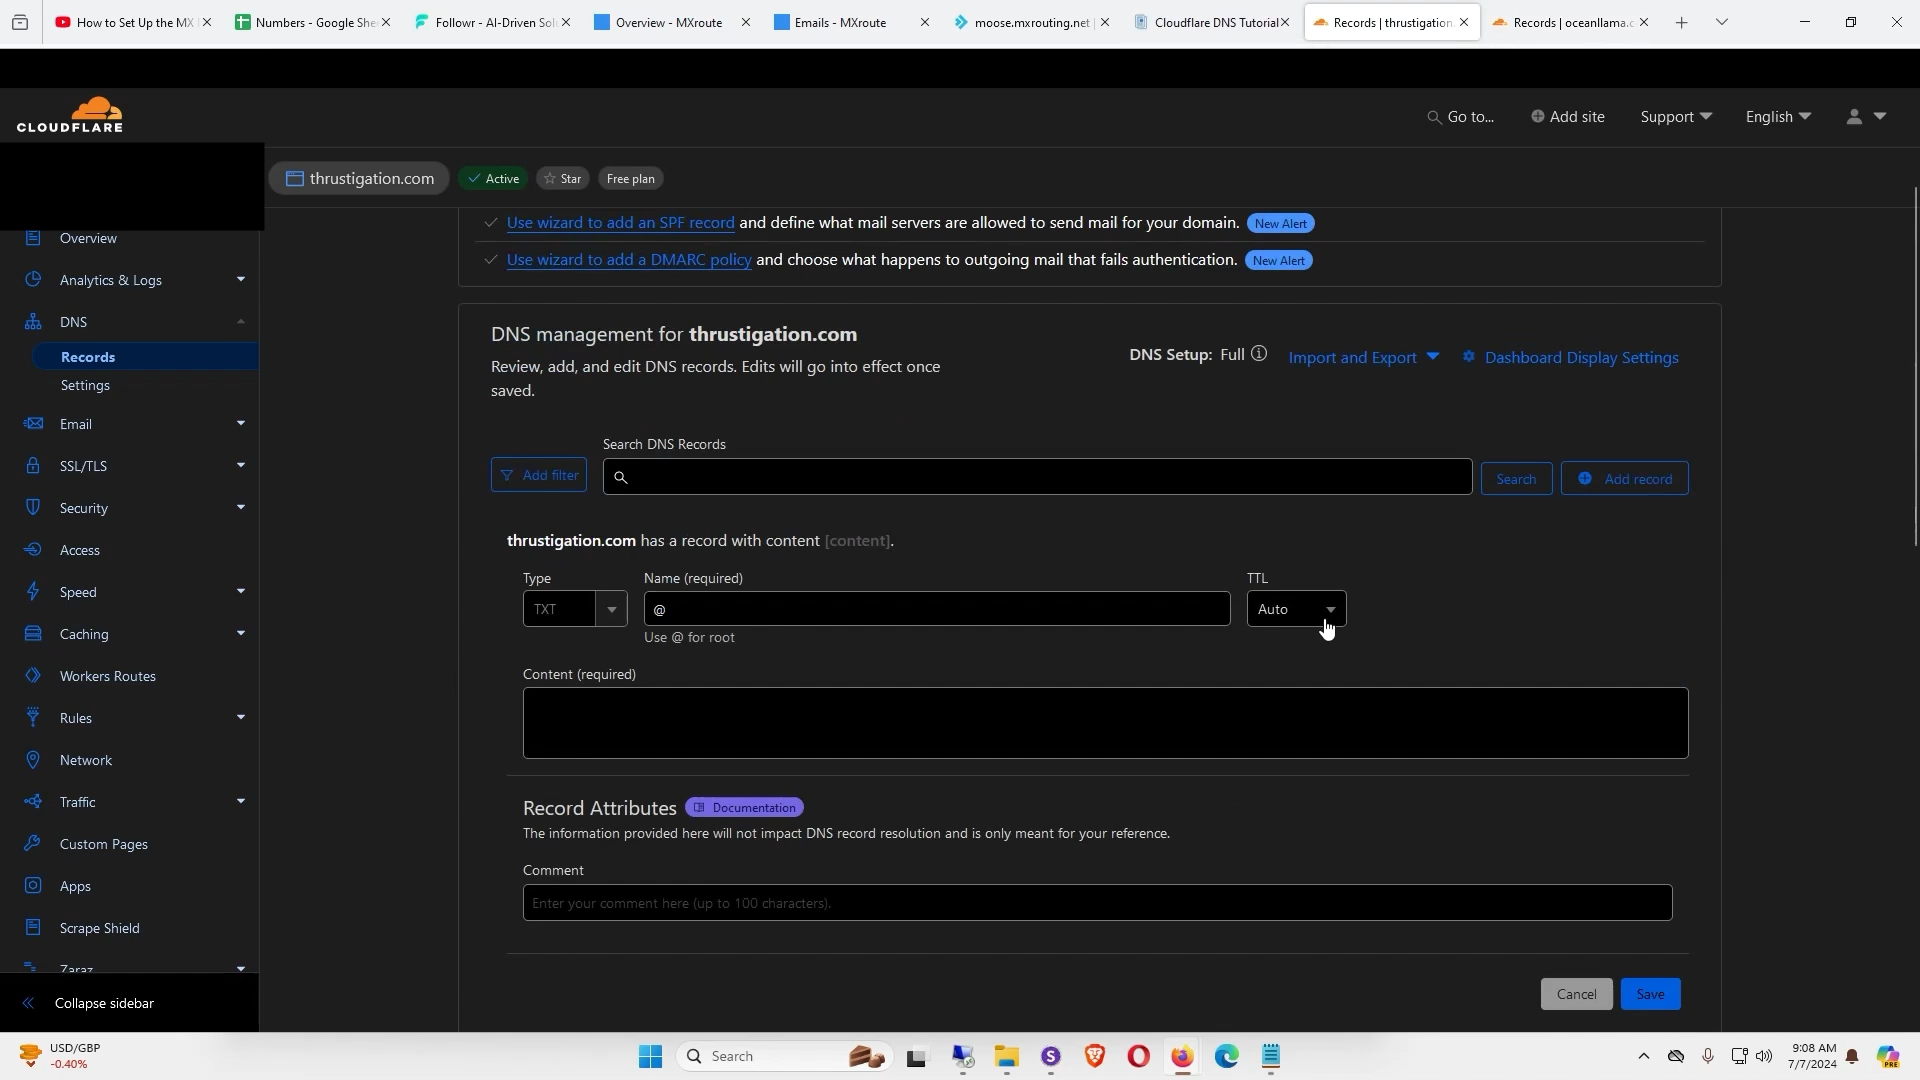 How to Set Up the MX
Numbers - Google She
Followr - AI-Driven Sol
Overview - MXroute
Emails - MXroute
moose.mxrouting.net |
Cloudflare DNS Tutorial
Records | thrustigation.
Records | oceanllama.c
CLOUDFLARE
Go to...
Add site
Support
English
thrustigation.com
Active
Star
Free plan
Use wizard to add an SPF record and define what mail servers are allowed to send mail for your domain. New Alert
Use wizard to add a DMARC policy and choose what happens to outgoing mail that fails authentication. New Alert
Overview
Analytics & Logs
DNS
Records
Settings
Email
SSL/TLS
Security
Access
Speed
Caching
Workers Routes
Rules
Network
Traffic
Custom Pages
Apps
Scrape Shield
Zaraz
Collapse sidebar
DNS management for thrustigation.com
Review, add, and edit DNS records. Edits will go into effect once
saved.
DNS Setup: Full
Import and Export
Dashboard Display Settings
Search DNS Records
Add filter
Search
Add record
thrustigation.com has a record with content [content].
Type
Name (required)
TTL
TXT
@
Auto
Use @ for root
Content (required)
Record Attributes
Documentation
The information provided here will not impact DNS record resolution and is only meant for your reference.
Comment
Enter your comment here (up to 100 characters).
Cancel
Save
USD/GBP
-0.40%
Search
9:08 AM
7/7/2024
PRE